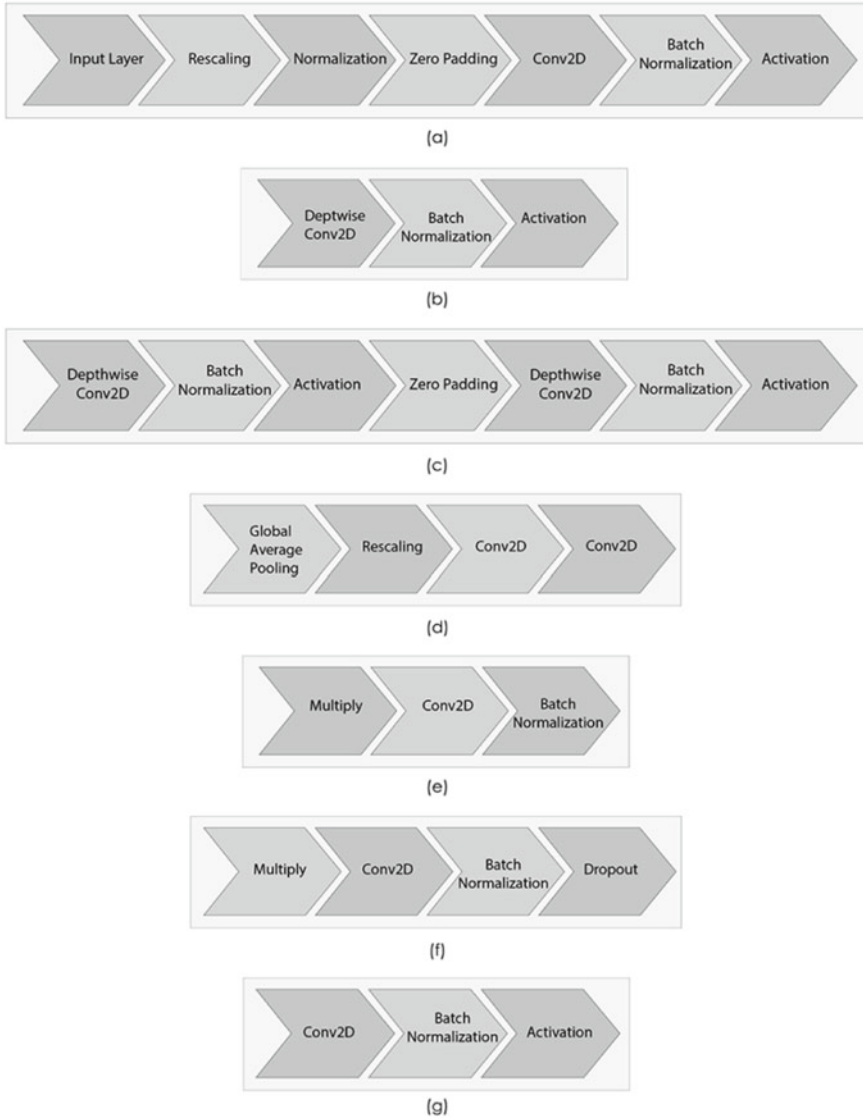 Input Layer
Rescaling
Normalization
Zero Padding
Conv2D
Batch
Normalization
Activation
(a)
Deptwise
Conv2D
Batch
Normalization
Activation
(b)
Depthwise
Conv2D
Batch
Normalization
Activation
Zero Padding
Depthwise
Conv2D
Batch
Normalization
Activation
(c)
Global
Average
Pooling
Rescaling
Conv2D
Conv2D
(d)
Multiply
Conv2D
Batch
Normalization
(e)
Multiply
Conv2D
Batch
Normalization
Dropout
(f)
Conv2D
Batch
Normalization
Activation
(g)